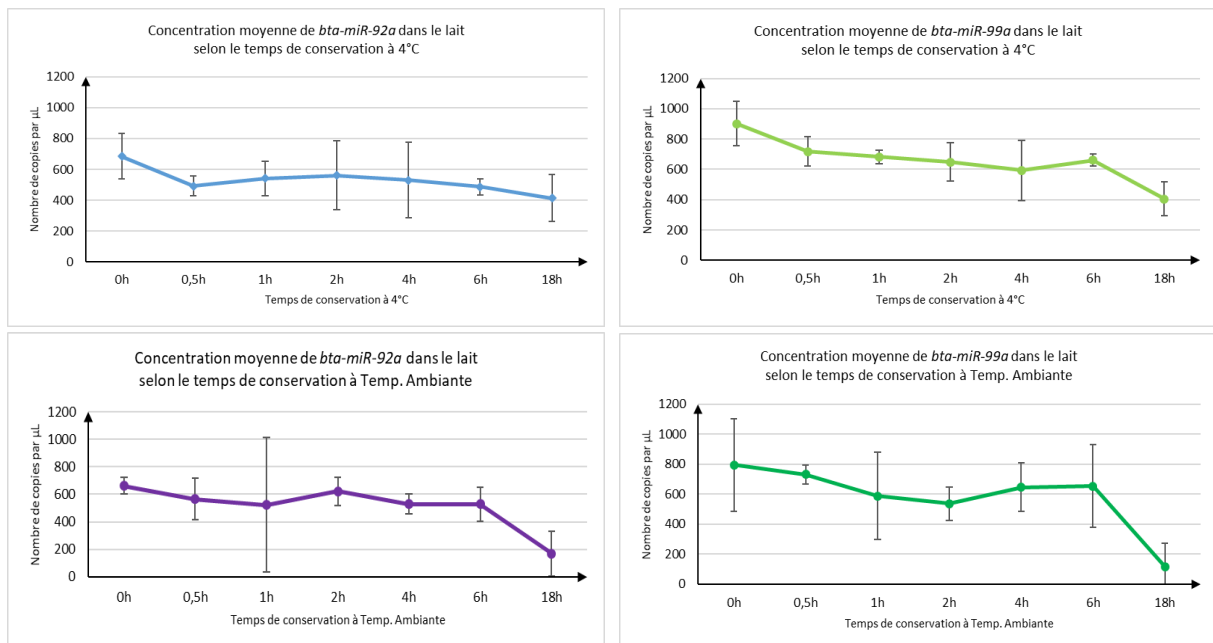 Concentration moyenne de bta-miR-92a dans le lait
selon le temps de conservation à 4°C
Nombre de copies par µL
1200
1000
800
600
400
200
0
0h 0,5h 1h 2h 4h 6h 18h
Temps de conservation à 4°C
Concentration moyenne de bta-miR-99a dans le lait
selon le temps de conservation à 4°C
Nombre de copies par µL
1200
1000
800
600
400
200
0
0h 0,5h 1h 2h 4h 6h 18h
Temps de conservation à 4°C
Concentration moyenne de bta-miR-92a dans le lait
selon le temps de conservation à Temp. Ambiante
Nombre de copies par µL
1200
1000
800
600
400
200
0
0h 0,5h 1h 2h 4h 6h 18h
Temps de conservation à Temp. Ambiante
Concentration moyenne de bta-miR-99a dans le lait
selon le temps de conservation à Temp. Ambiante
Nombre de copies par µL
1200
1000
800
600
400
200
0
0h 0,5h 1h 2h 4h 6h 18h
Temps de conservation à Temp. Ambiante